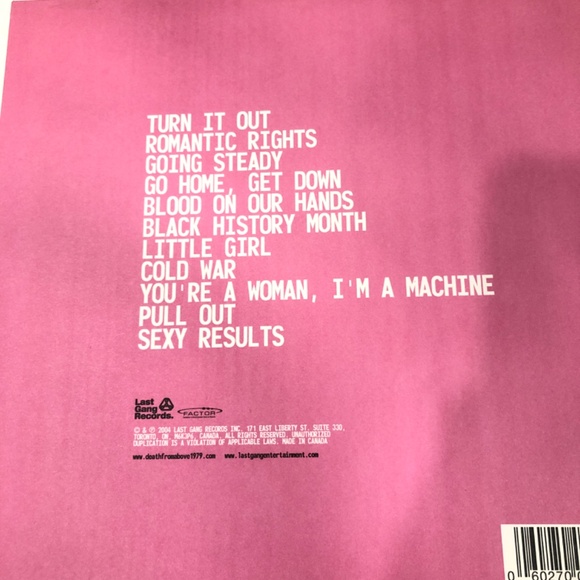 TURN IT OUT
ROMANTIC RIGHTS
GOING STEADY
GO HOME, GET DOWN
BLOOD ON OUR HANDS
BLACK HISTORY MONTH
LITTLE GIRL
COLD WAR
YOU'RE A WOMAN, I'M A MACHINE
PULL OUT
SEXY RESULTS
Last
Gang
Records.
FACTOR
© & ℗ 2004 LAST GANG RECORDS INC. 171 EAST LIBERTY ST. SUITE 330,
TORONTO, ON, M6K3P6, CANADA. ALL RIGHTS RESERVED. UNAUTHORIZED
DUPLICATION IS A VIOLATION OF APPLICABLE LAWS. MADE IN CANADA
www.deathfromabove1979.com www.lastgangentertainment.com
0 60270